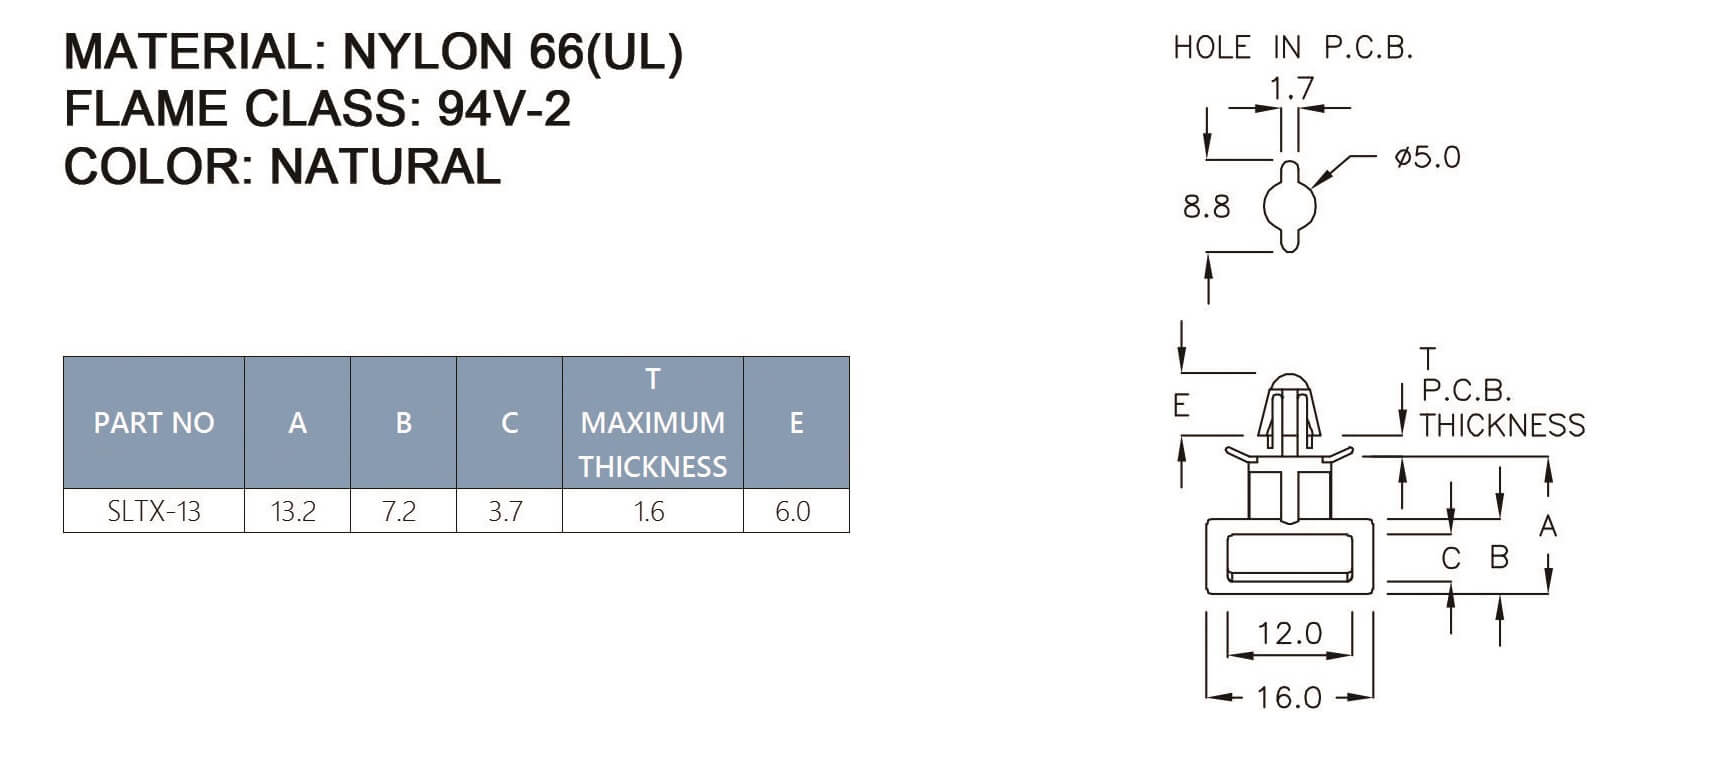 MATERIAL: NYLON 66(UL)
FLAME CLASS: 94V-2
COLOR: NATURAL
PART NO A B C T MAXIMUM THICKNESS E
SLTX-13 13.2 7.2 3.7 1.6 6.0
HOLE IN P.C.B.
1.7
ø5.0
8.8
T
P.C.B.
THICKNESS
E
A
C B
12.0
16.0